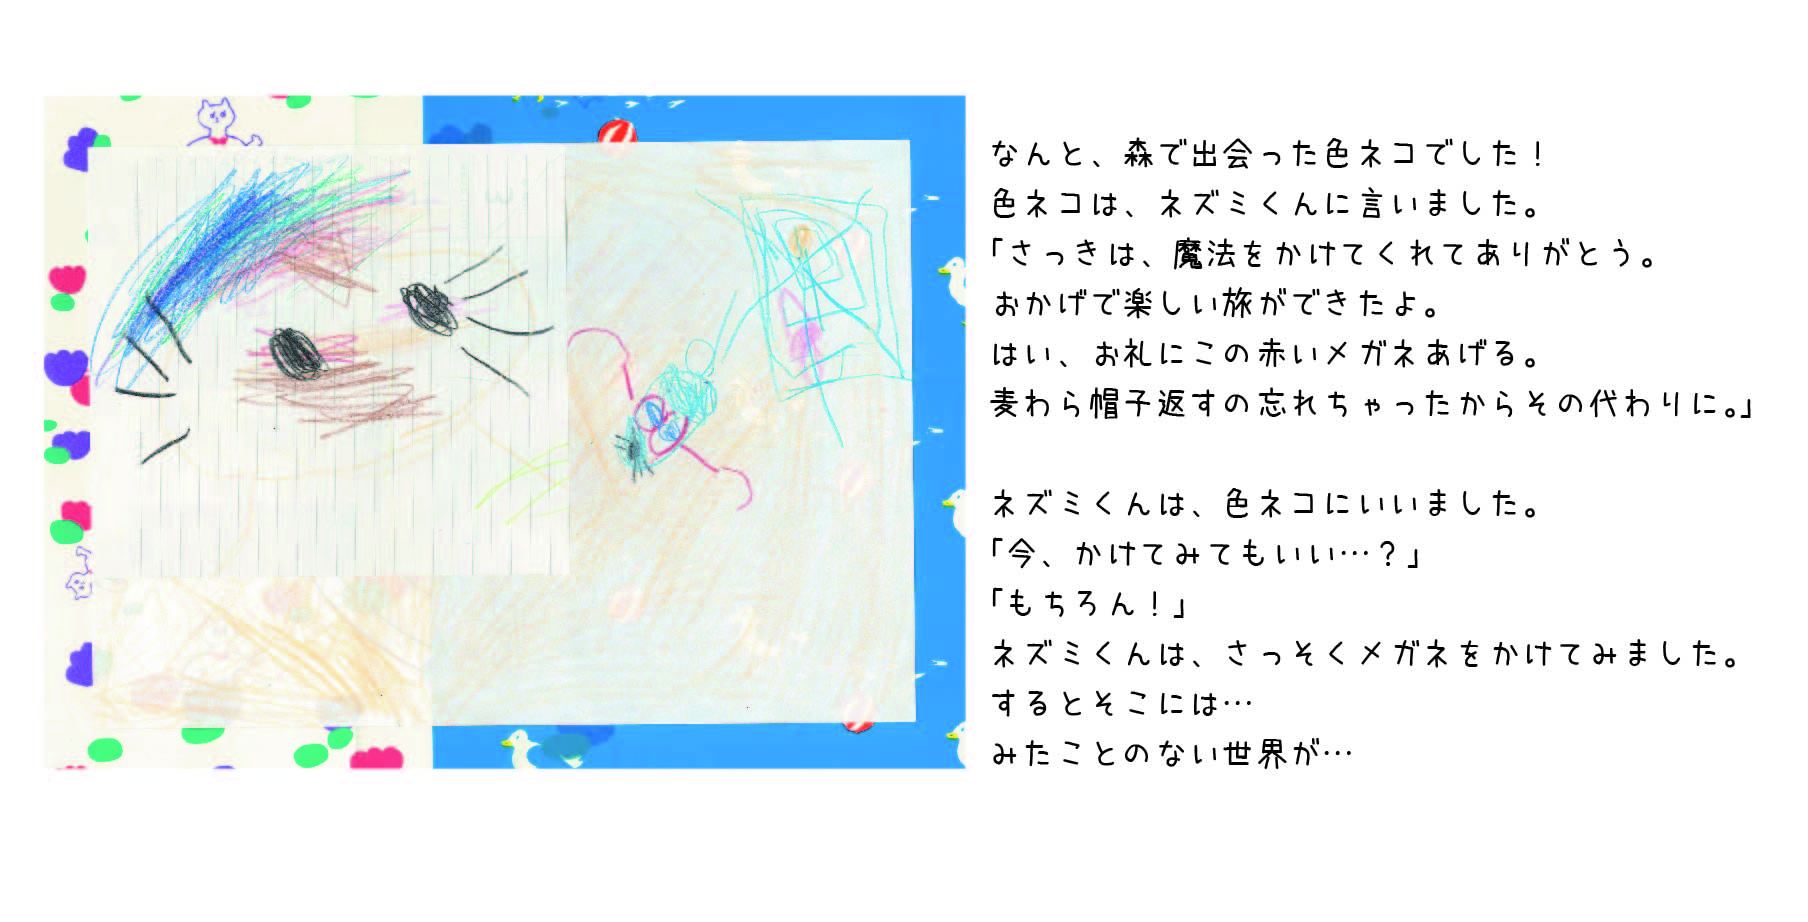 なんと、森で出会った色ネコでした！
色ネコは、ネズミくんに言いました。
「さっきは、魔法をかけてくれてありがとう。
おかげで楽しい旅ができたよ。
はい、お礼にこの赤いメガネあげる。
麦わら帽子返すの忘れちゃったからその代わりに。」
ネズミくんは、色ネコにいいました。
「今、かけてみてもいい…？」
「もちろん！」
ネズミくんは、さっそくメガネをかけてみました。
するとそこには…
みたことのない世界が…